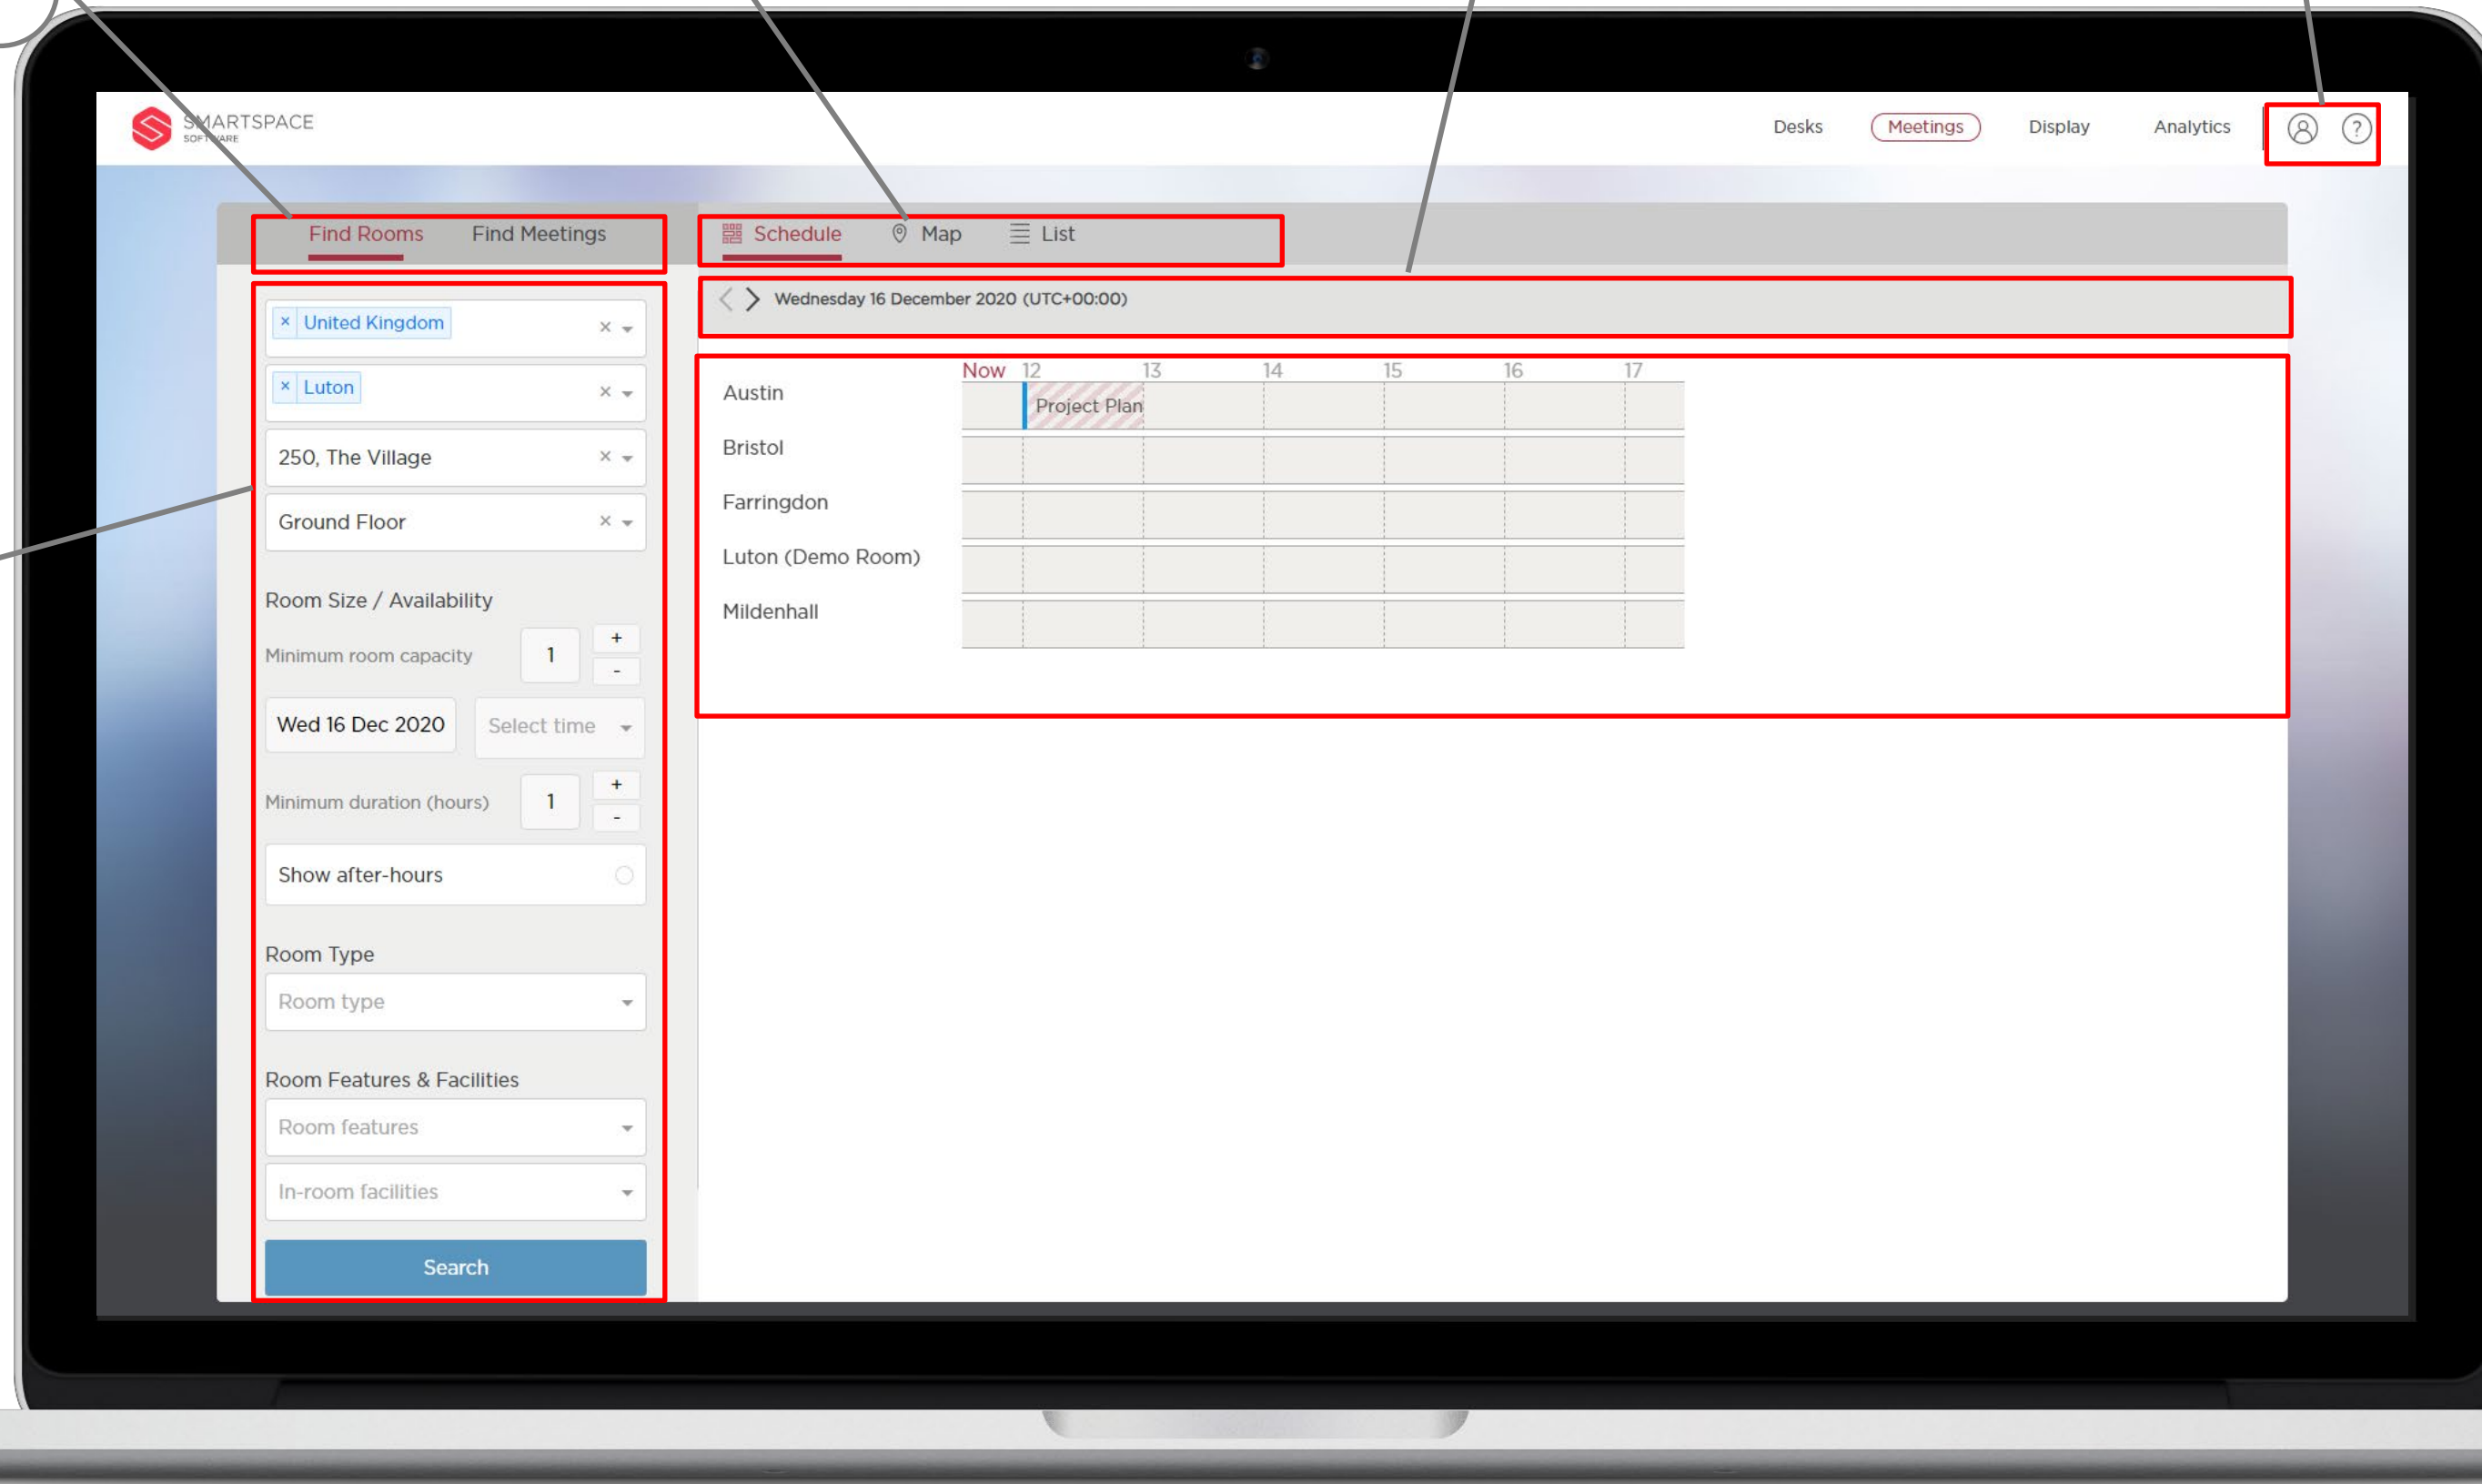 SMARTSPACE
SOFTWARE
Desks Meetings Display Analytics ?
Find Rooms Find Meetings
Schedule Map List
× United Kingdom ×
× Luton ×
250, The Village ×
Ground Floor ×
Room Size / Availability
Minimum room capacity 1 + -
Wed 16 Dec 2020 Select time
Minimum duration (hours) 1 + -
Show after-hours
Room Type
Room type
Room Features & Facilities
Room features
In-room facilities
Search
Wednesday 16 December 2020 (UTC+00:00)
Now 12 13 14 15 16 17
Austin Project Plan
Bristol
Farringdon
Luton (Demo Room)
Mildenhall